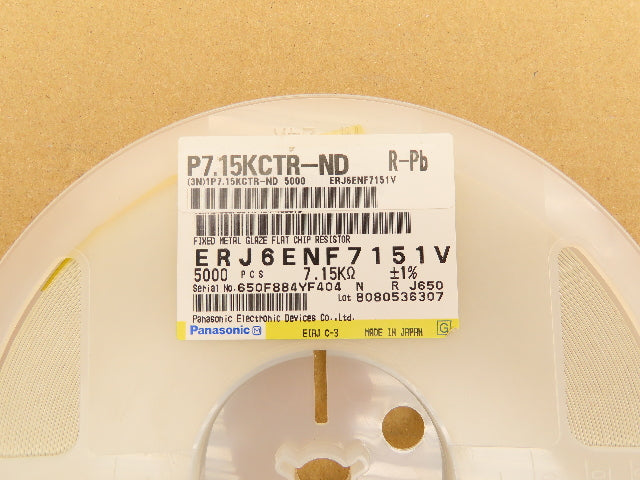 P7.15KCTR-ND R-Pb
(3N)1P7.15KCTR-ND 5000 ERJ6ENF7151V
FIXED METAL GLAZE FLAT CHIP RESISTOR
ERJ6ENF7151V
5000 PCS 7.15KΩ ±1%
Serial No. 650F884YF404 N R J650
Lot 8080536307
Panasonic Electronic Devices Co.,Ltd.
Panasonic M EIAJ C-3 MADE IN JAPAN G